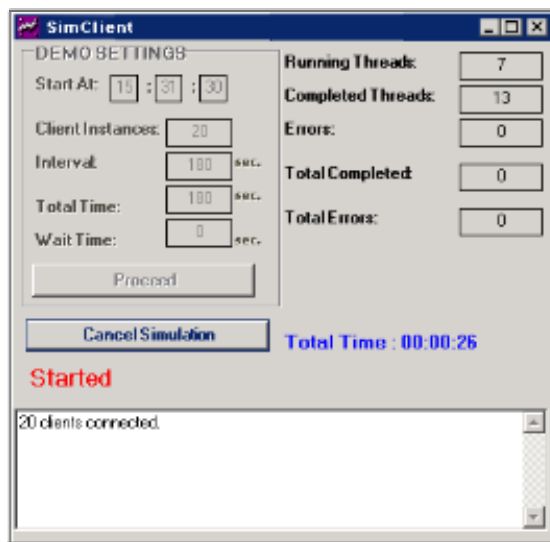 SimClient
DEMO SETTINGS
Start At: 15 : 31 : 30
Client Instances: 20
Interval: 180 sec.
Total Time: 180 sec.
Wait Time: 0 sec.
Proceed
Cancel Simulation
Started
Running Threads: 7
Completed Threads: 13
Errors: 0
Total Completed: 0
Total Errors: 0
Total Time : 00:00:26
20 clients connected.